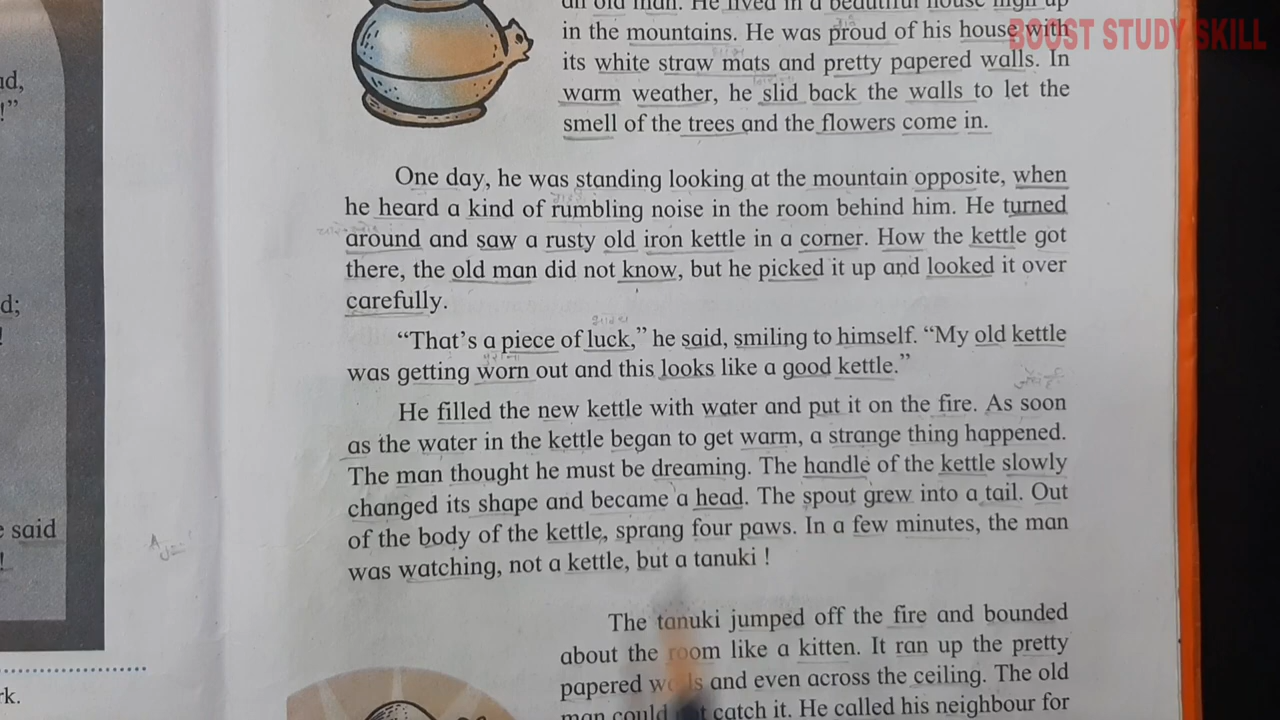 BOOST STUDY SKILL
an old man. He lived in a beautiful house high up
in the mountains. He was proud of his house with
its white straw mats and pretty papered walls. In
warm weather, he slid back the walls to let the
smell of the trees and the flowers come in.
One day, he was standing looking at the mountain opposite, when
he heard a kind of rumbling noise in the room behind him. He turned
around and saw a rusty old iron kettle in a corner. How the kettle got
there, the old man did not know, but he picked it up and looked it over
carefully.
“That’s a piece of luck,” he said, smiling to himself. “My old kettle
was getting worn out and this looks like a good kettle.”
He filled the new kettle with water and put it on the fire. As soon
as the water in the kettle began to get warm, a strange thing happened.
The man thought he must be dreaming. The handle of the kettle slowly
changed its shape and became a head. The spout grew into a tail. Out
of the body of the kettle, sprang four paws. In a few minutes, the man
was watching, not a kettle, but a tanuki !
The tanuki jumped off the fire and bounded
about the room like a kitten. It ran up the pretty
papered walls and even across the ceiling. The old
man could not catch it. He called his neighbour for
d;
said
!
rk.